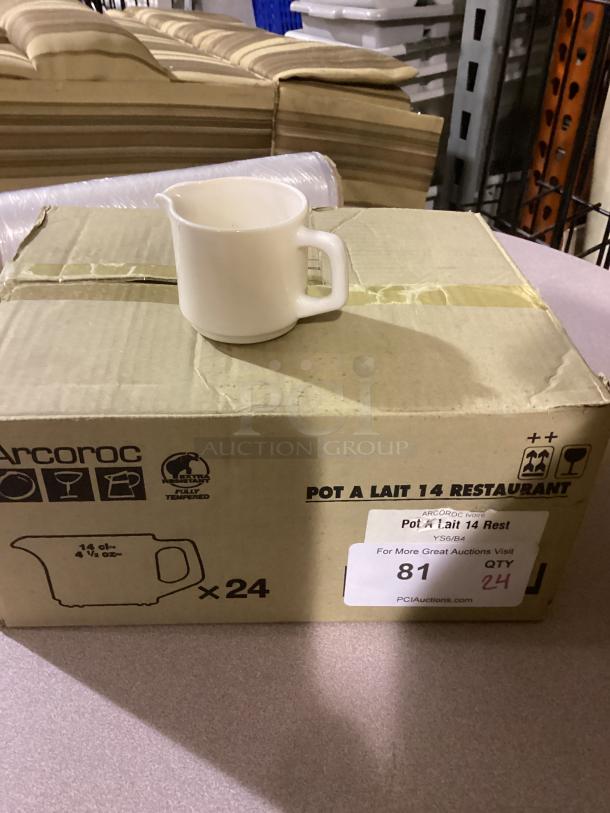 PCI
AUCTION GROUP
Arcoroc
EXTRA
RESISTANT
FULLY
TEMPERED
++
POT A LAIT 14 RESTAURANT
14 cl~
4 1/2 oz~
x 24
ARCOROC Ivoire
Pot A Lait 14 Rest
YS6/B4
For More Great Auctions Visit
81 QTY
24
PCIAuctions.com